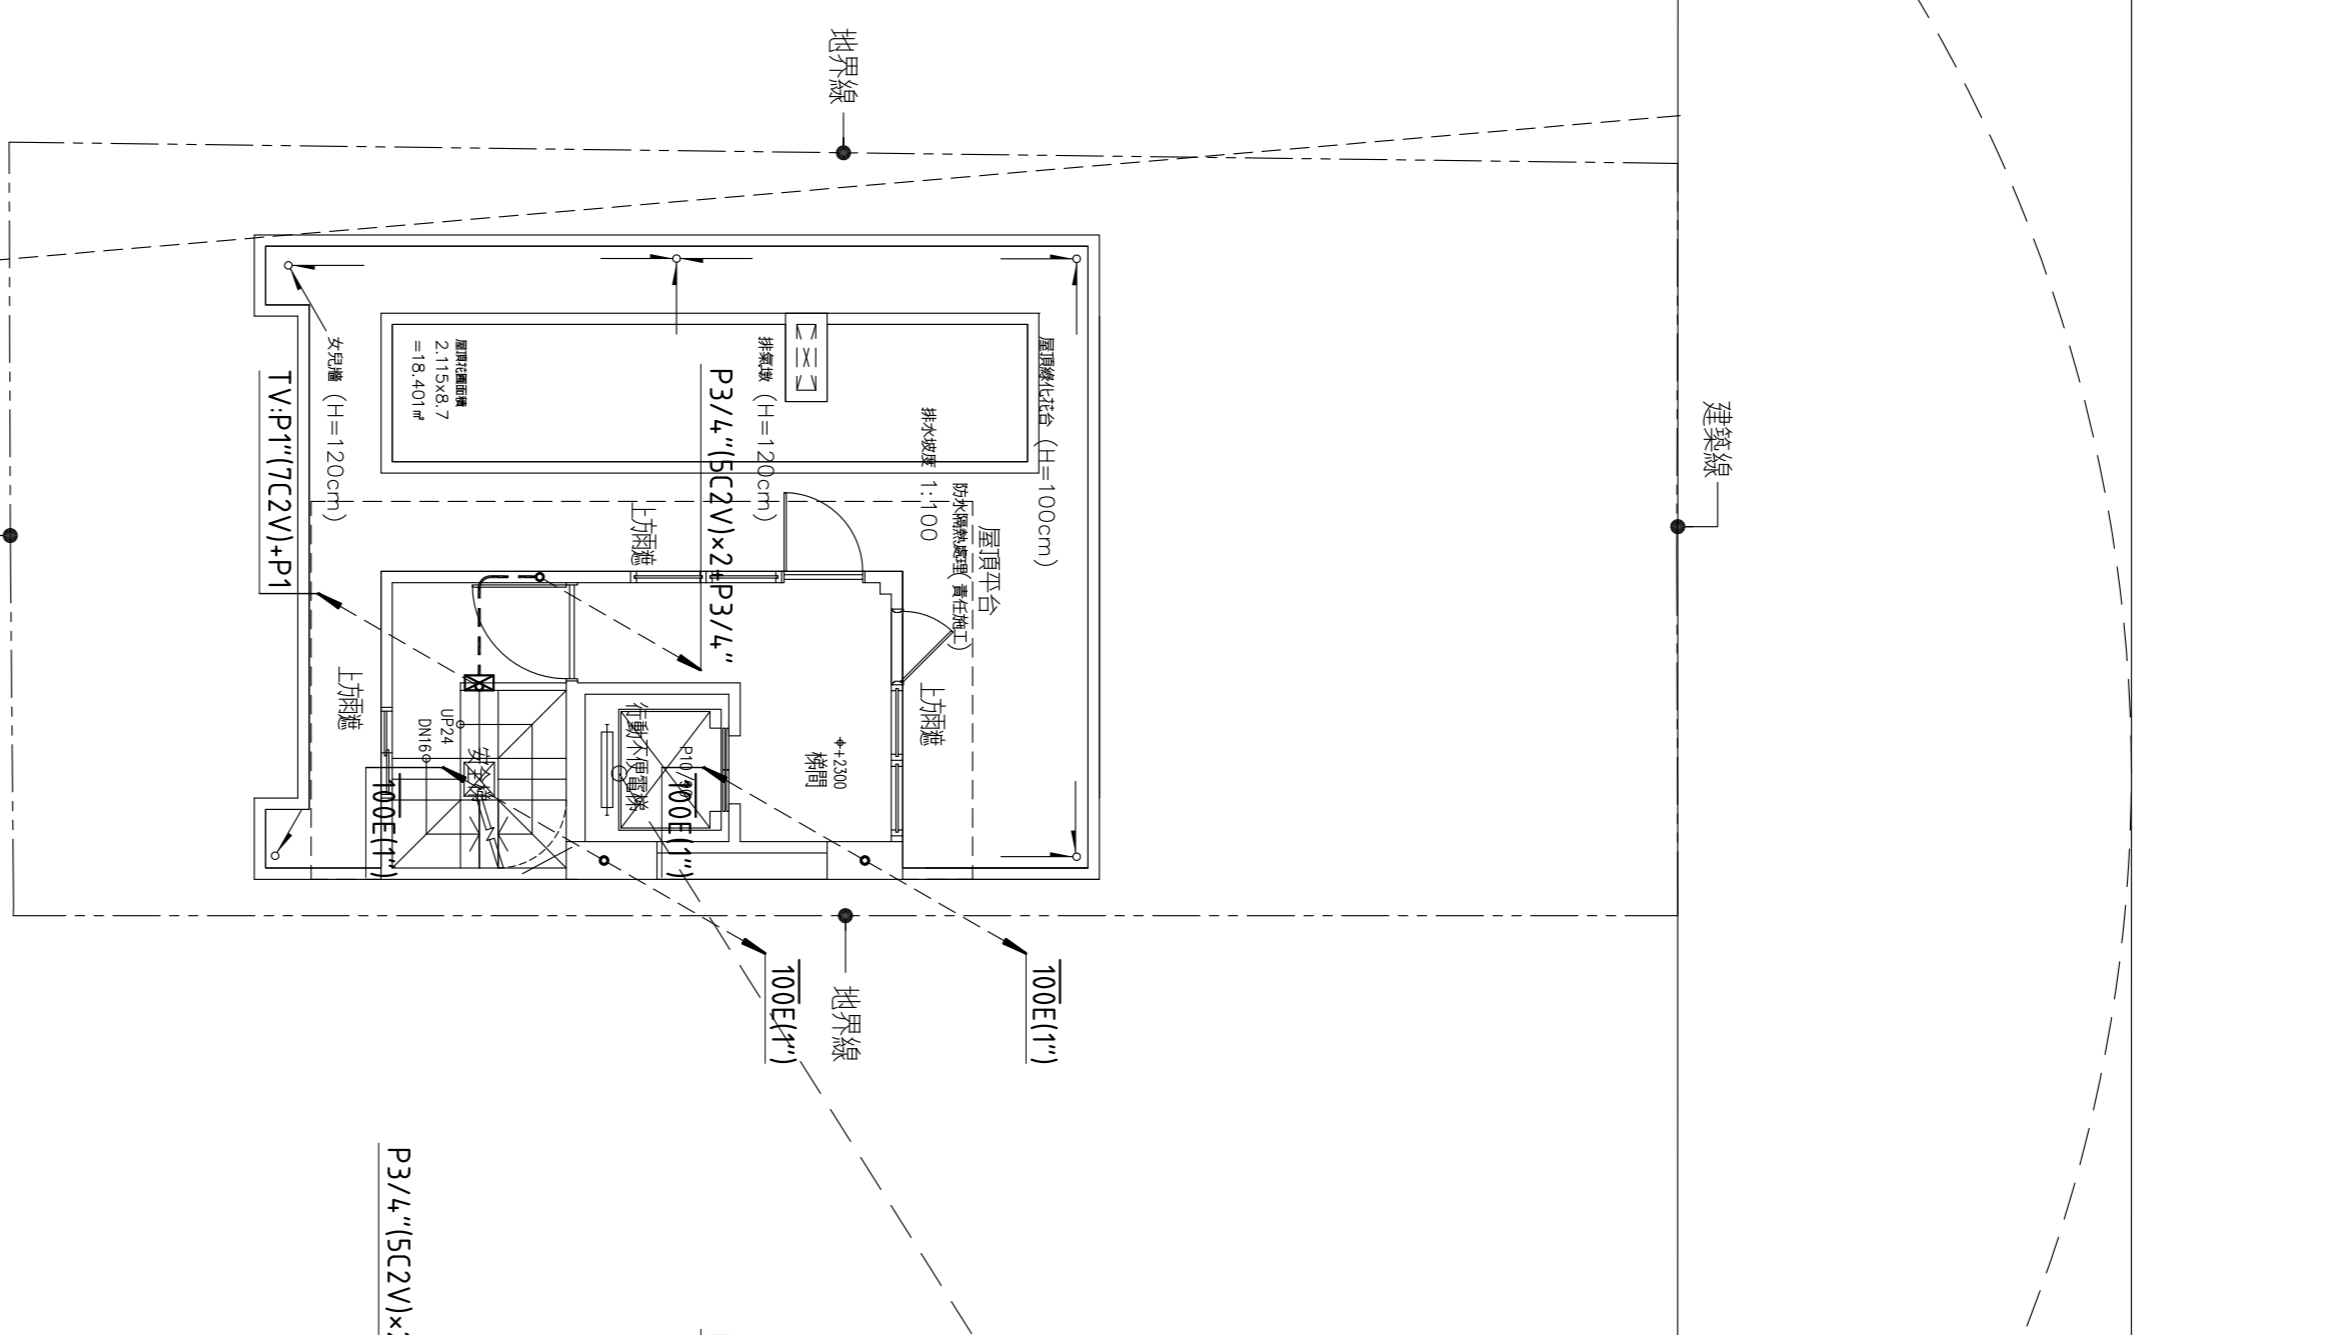 地界線
建築線
屋頂綠化花台 (H=100cm)
屋頂平台
防水隔熱處理(責任施工)
排水坡度 1:100
排氣墩 (H=120cm)
P3/4"(5C2V)×2+P3/4"
屋頂花園面積
2.115x8.7
=18.401㎡
女兒牆 (H=120cm)
TV:P1"(7C2V)+P1
上方雨遮
上方雨遮
上方雨遮
+2300
梯間
行動不便電梯
安全梯
UP24
DN16
100E(1")
100E(1")
100E(1")
100E(1")
地界線
P3/4"(5C2V)×